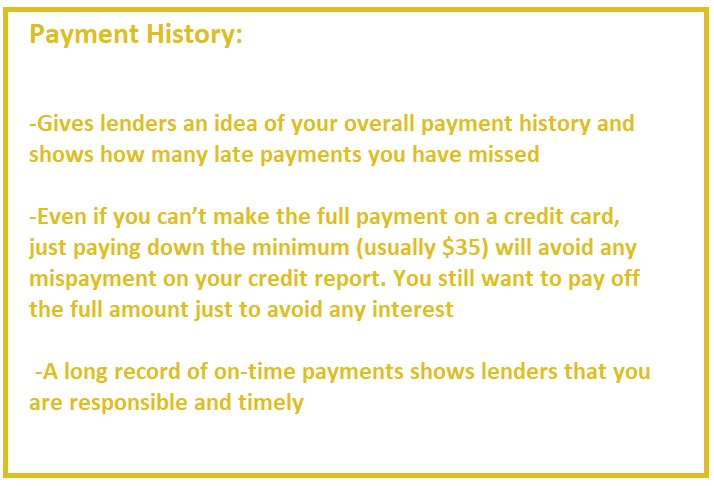 Payment History:
-Gives lenders an idea of your overall payment history and
shows how many late payments you have missed
-Even if you can’t make the full payment on a credit card,
just paying down the minimum (usually $35) will avoid any
mispayment on your credit report. You still want to pay off
the full amount just to avoid any interest
-A long record of on-time payments shows lenders that you
are responsible and timely